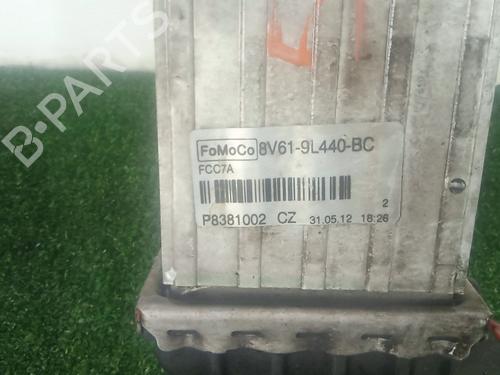 B-PARTS
FoMoCo 8V61-9L440-BC
FCC7A
2
P8381002 CZ 31.05.12 18:26